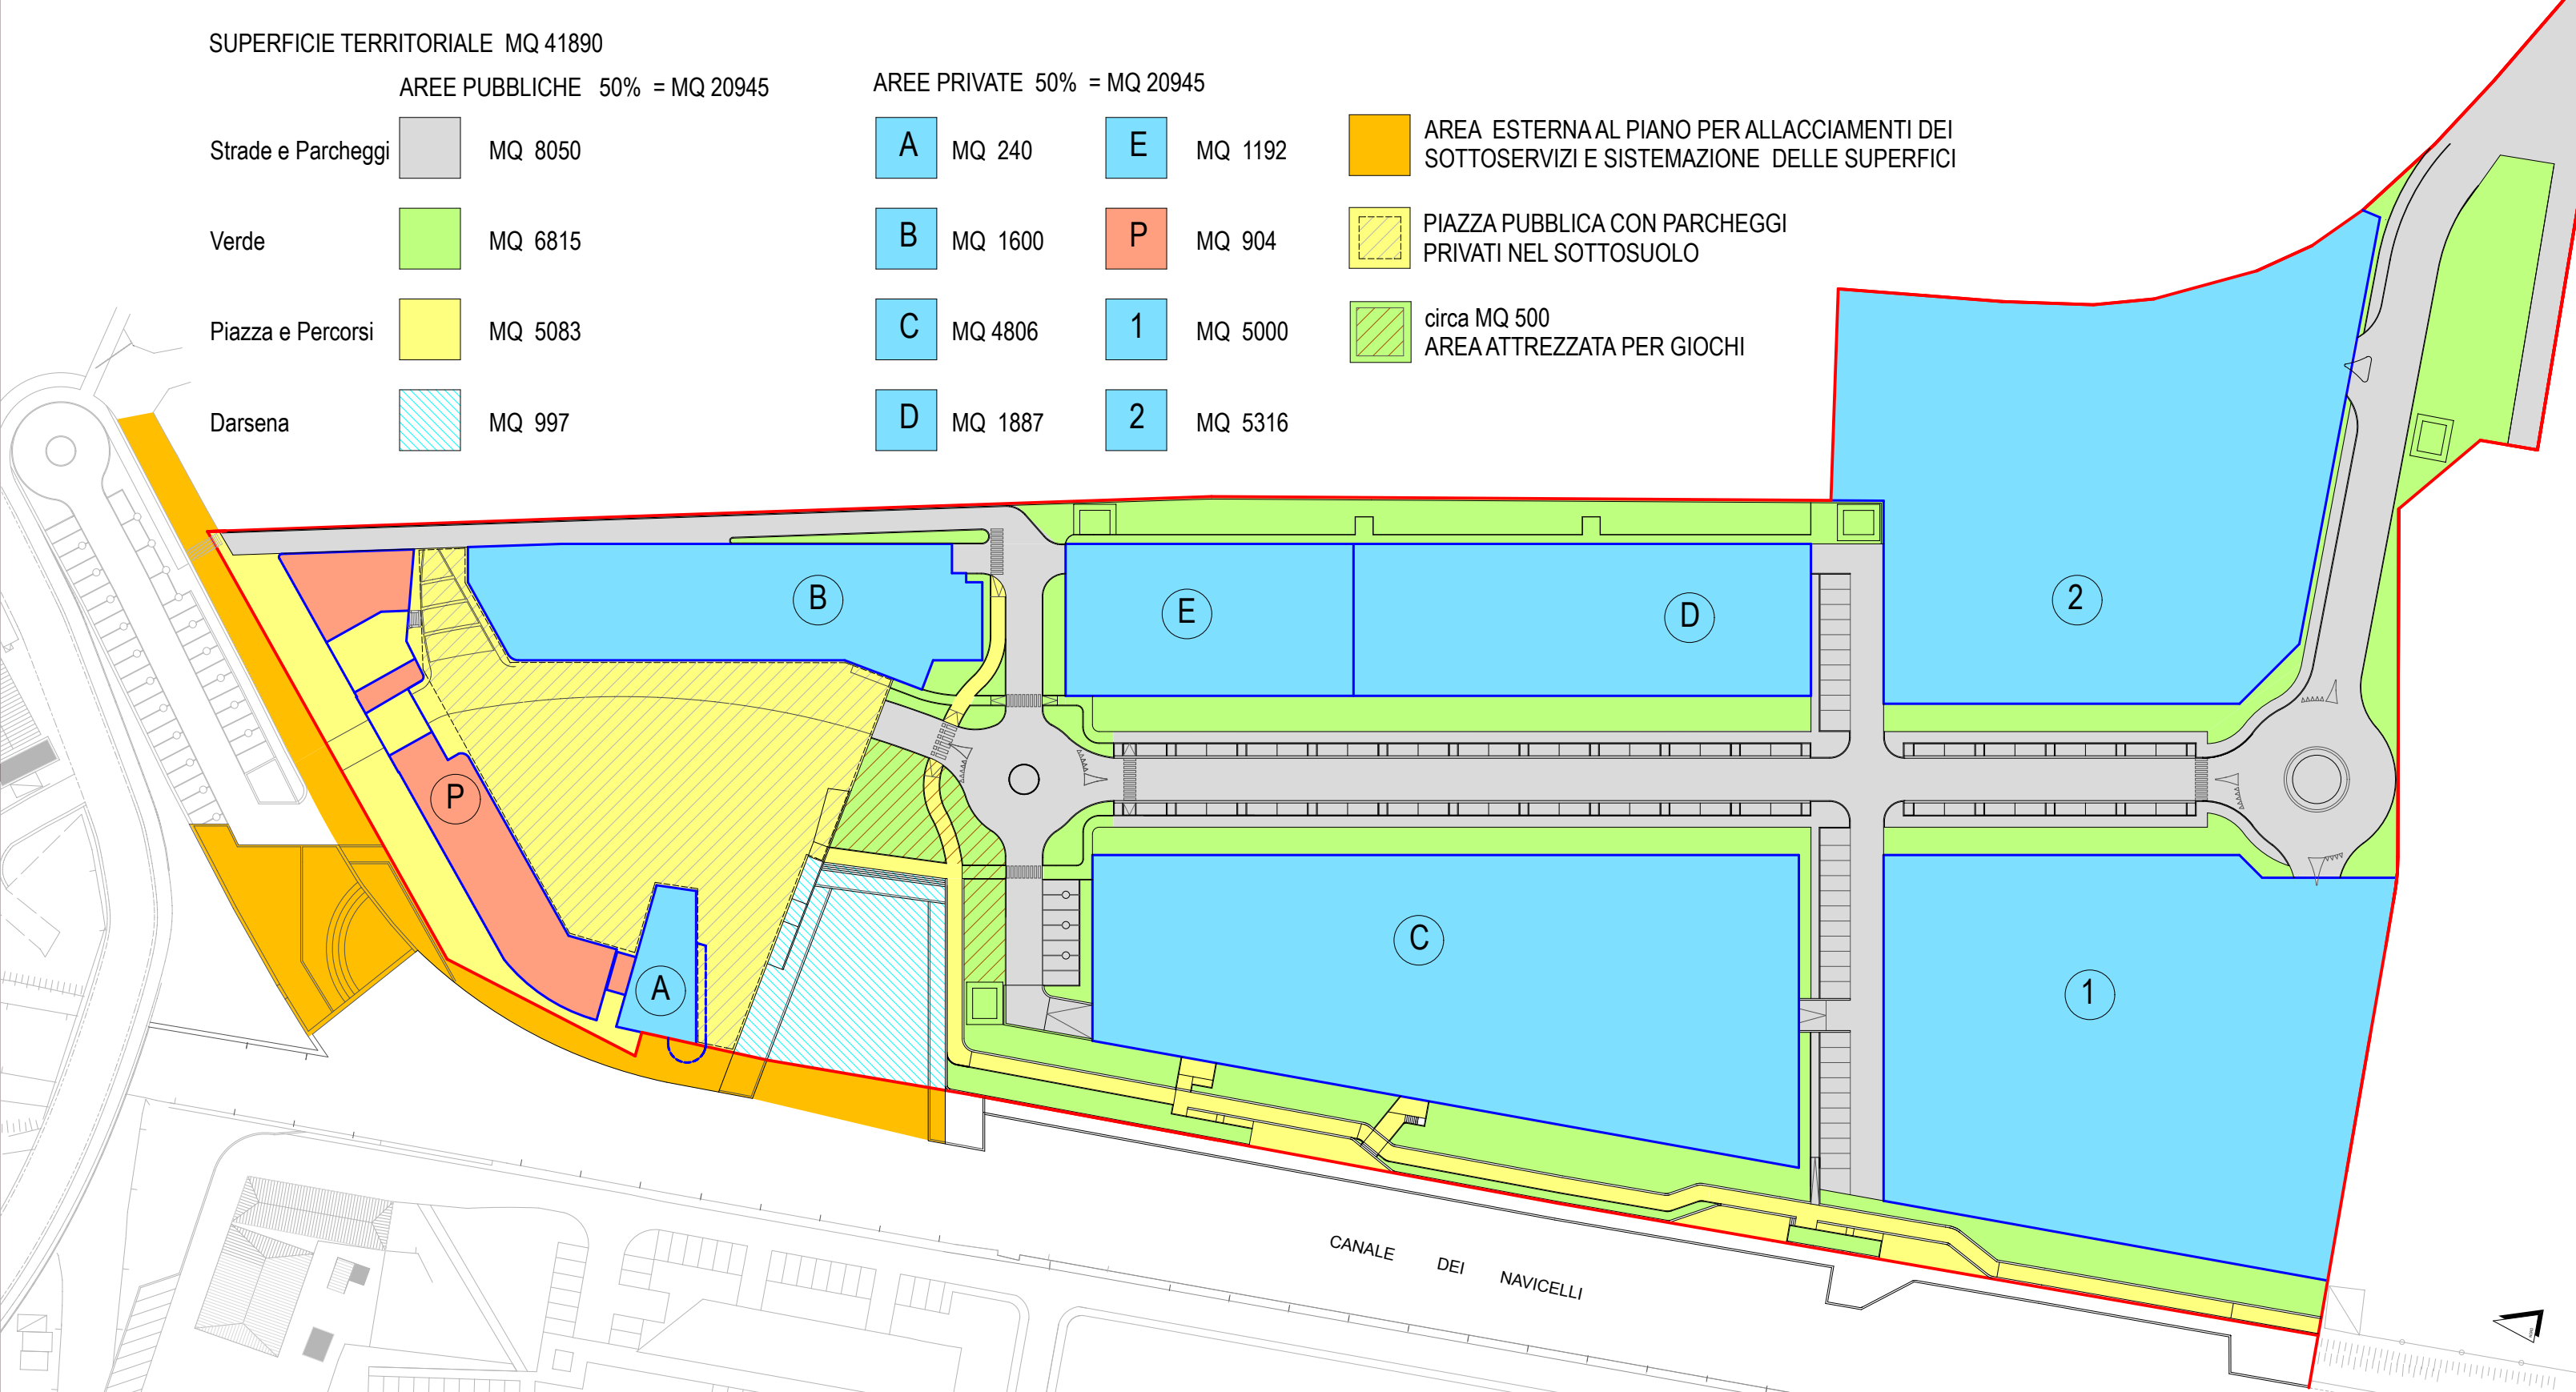 SUPERFICIE TERRITORIALE MQ 41890
AREE PUBBLICHE 50% = MQ 20945
Strade e Parcheggi MQ 8050
Verde MQ 6815
Piazza e Percorsi MQ 5083
Darsena MQ 997
AREE PRIVATE 50% = MQ 20945
A MQ 240
B MQ 1600
C MQ 4806
D MQ 1887
E MQ 1192
P MQ 904
1 MQ 5000
2 MQ 5316
AREA ESTERNA AL PIANO PER ALLACCIAMENTI DEI
SOTTOSERVIZI E SISTEMAZIONE DELLE SUPERFICI
PIAZZA PUBBLICA CON PARCHEGGI
PRIVATI NEL SOTTOSUOLO
circa MQ 500
AREA ATTREZZATA PER GIOCHI
B
E
D
2
P
A
C
1
CANALE DEI NAVICELLI